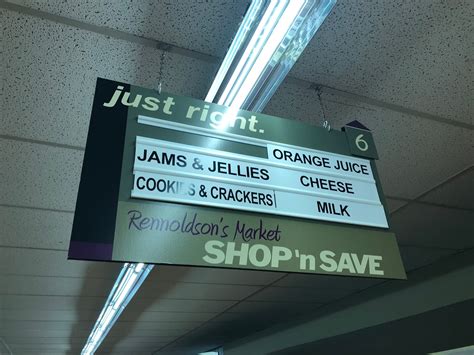 just right.
6
ORANGE JUICE
JAMS & JELLIES
CHEESE
COOKIES & CRACKERS
MILK
Rennoldson's Market
SHOP 'n SAVE